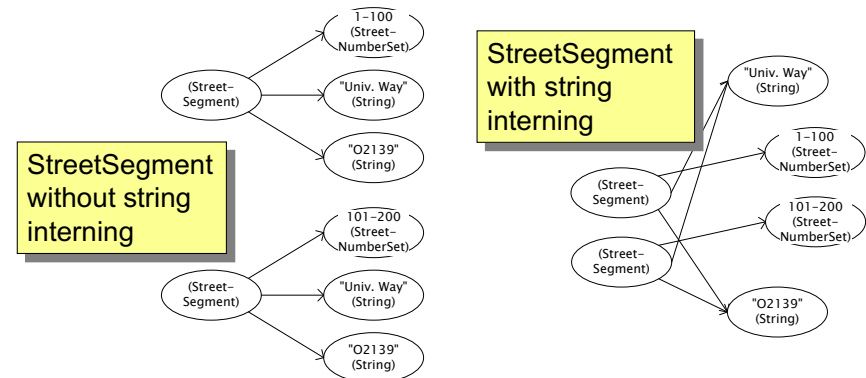 1-100
(Street-
NumberSet)
(Street-
Segment)
"Univ. Way"
(String)
"O2139"
(String)
StreetSegment
without string
interning
101-200
(Street-
NumberSet)
(Street-
Segment)
"Univ. Way"
(String)
"O2139"
(String)
StreetSegment
with string
interning
"Univ. Way"
(String)
1-100
(Street-
NumberSet)
(Street-
Segment)
101-200
(Street-
NumberSet)
(Street-
Segment)
"O2139"
(String)